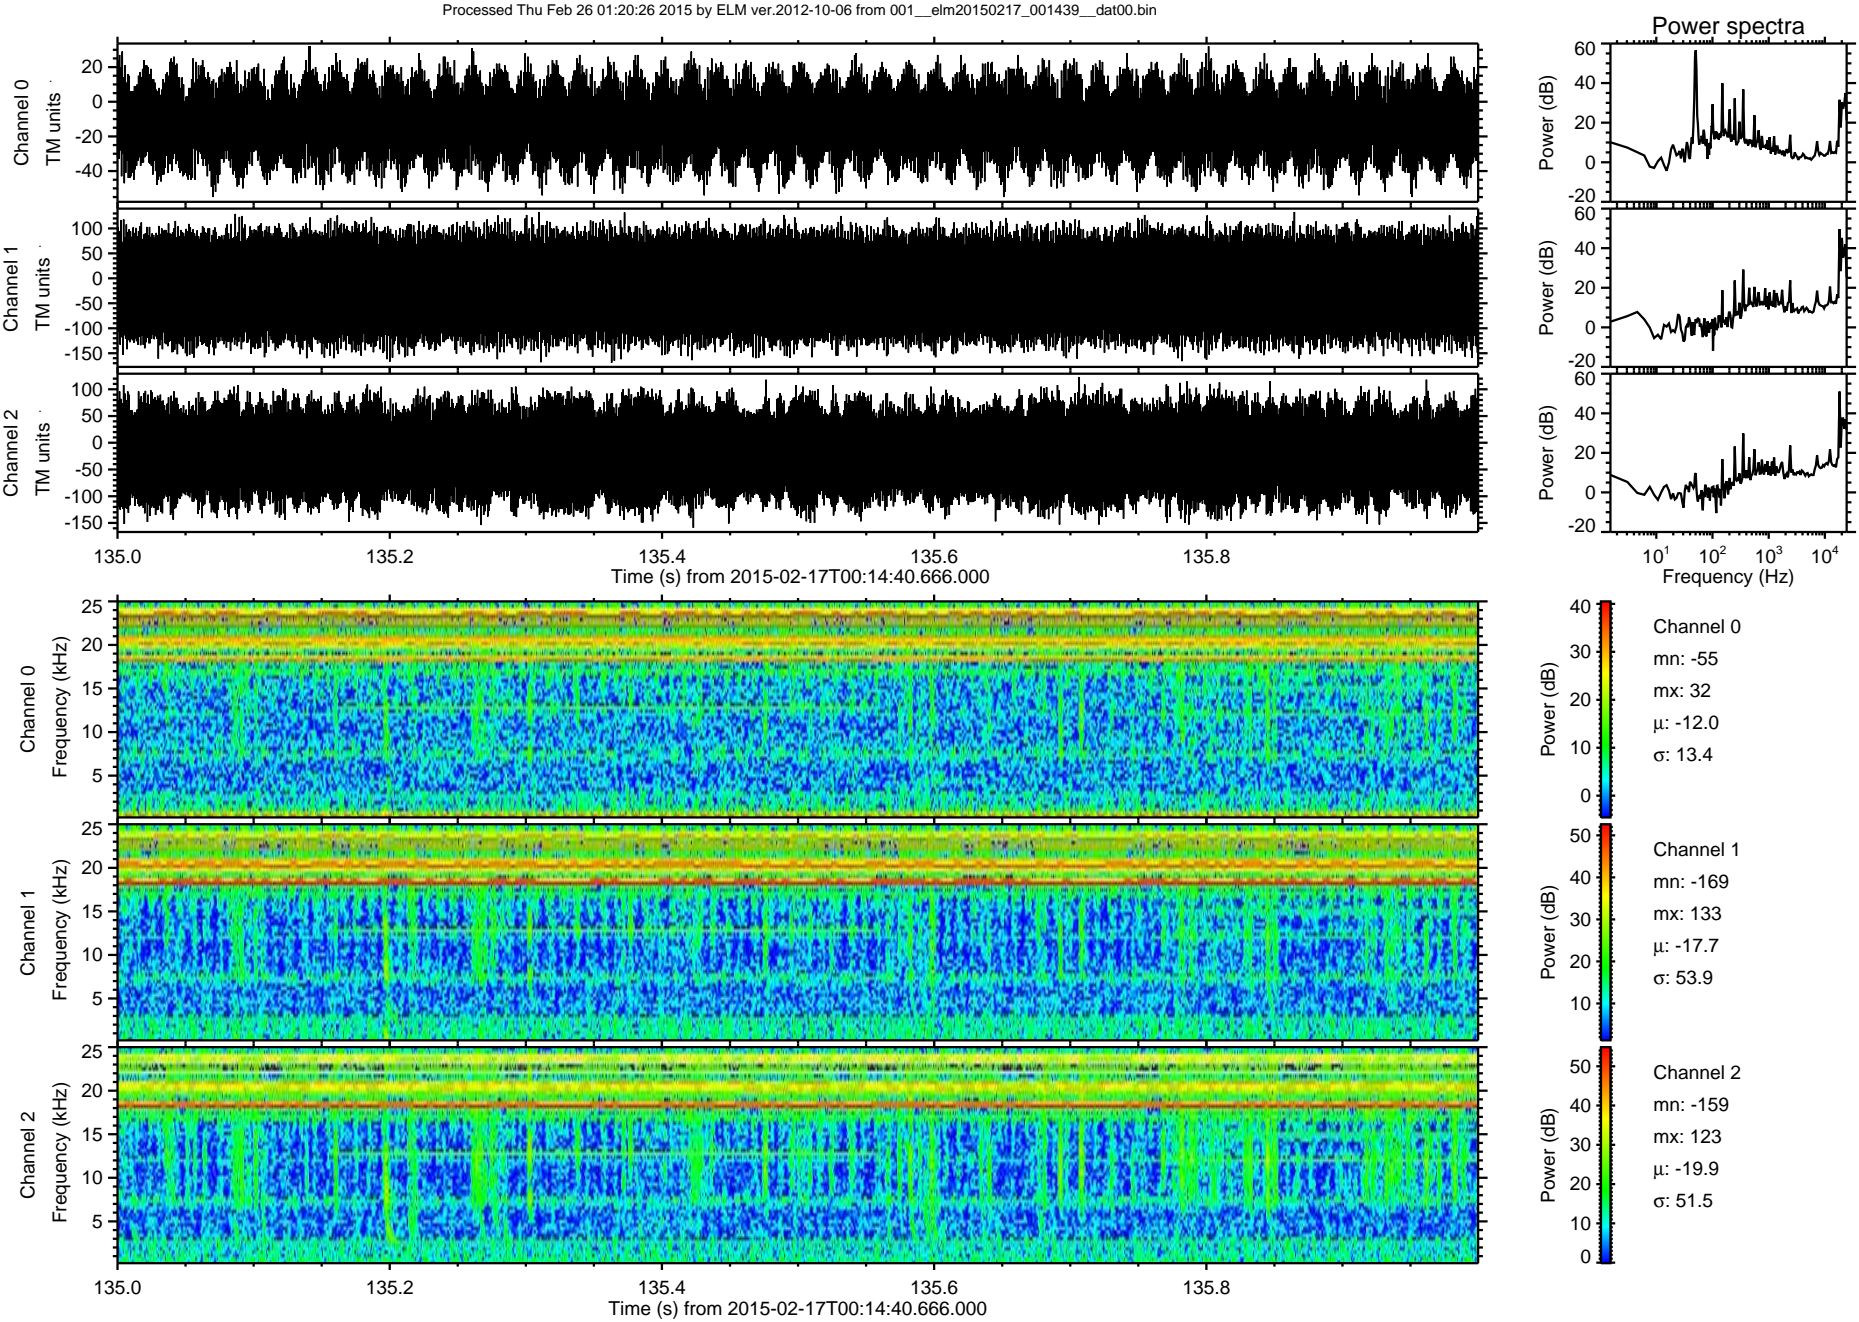 Processed Thu Feb 26 01:20:26 2015 by ELM ver.2012-10-06 from 001__elm20150217_001439__dat00.bin
Power spectra
Channel 0
TM units
20
0
-20
-40
Power (dB)
60
40
20
0
-20
Channel 1
TM units
100
50
0
-50
-100
-150
Power (dB)
60
40
20
0
-20
Channel 2
TM units
100
50
0
-50
-100
-150
Power (dB)
60
40
20
0
-20
135.0 135.2 135.4 135.6 135.8
Time (s) from 2015-02-17T00:14:40.666.000
10^1 10^2 10^3 10^4
Frequency (Hz)
Channel 0
Frequency (kHz)
25
20
15
10
5
Power (dB)
40
30
20
10
0
Channel 0
mn: -55
mx: 32
μ: -12.0
σ: 13.4
Channel 1
Frequency (kHz)
25
20
15
10
5
Power (dB)
50
40
30
20
10
Channel 1
mn: -169
mx: 133
μ: -17.7
σ: 53.9
Channel 2
Frequency (kHz)
25
20
15
10
5
Power (dB)
50
40
30
20
10
0
Channel 2
mn: -159
mx: 123
μ: -19.9
σ: 51.5
135.0 135.2 135.4 135.6 135.8
Time (s) from 2015-02-17T00:14:40.666.000